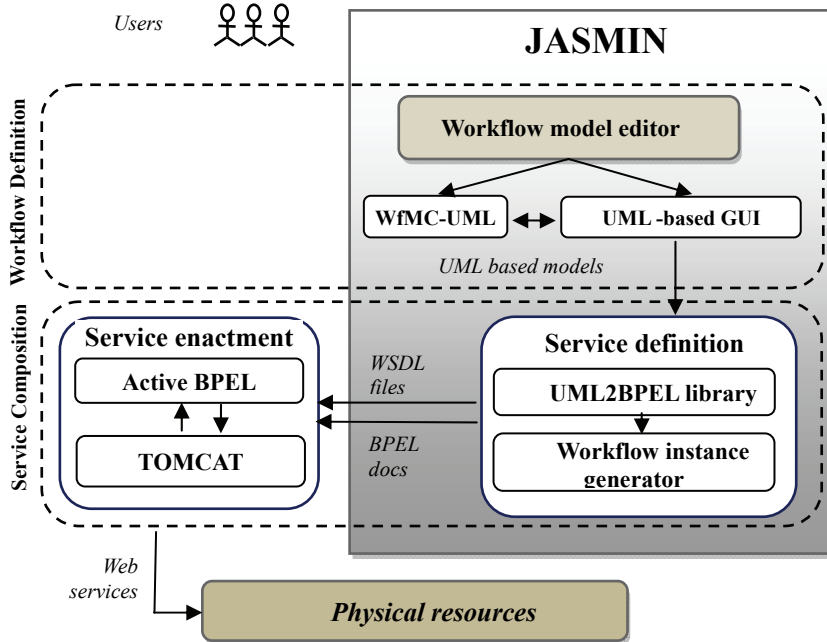 Users
JASMIN
Workflow Definition
Workflow model editor
WfMC-UML
UML -based GUI
UML based models
Service Composition
Service enactment
Active BPEL
TOMCAT
WSDL
files
BPEL
docs
Service definition
UML2BPEL library
Workflow instance
generator
Web
services
Physical resources